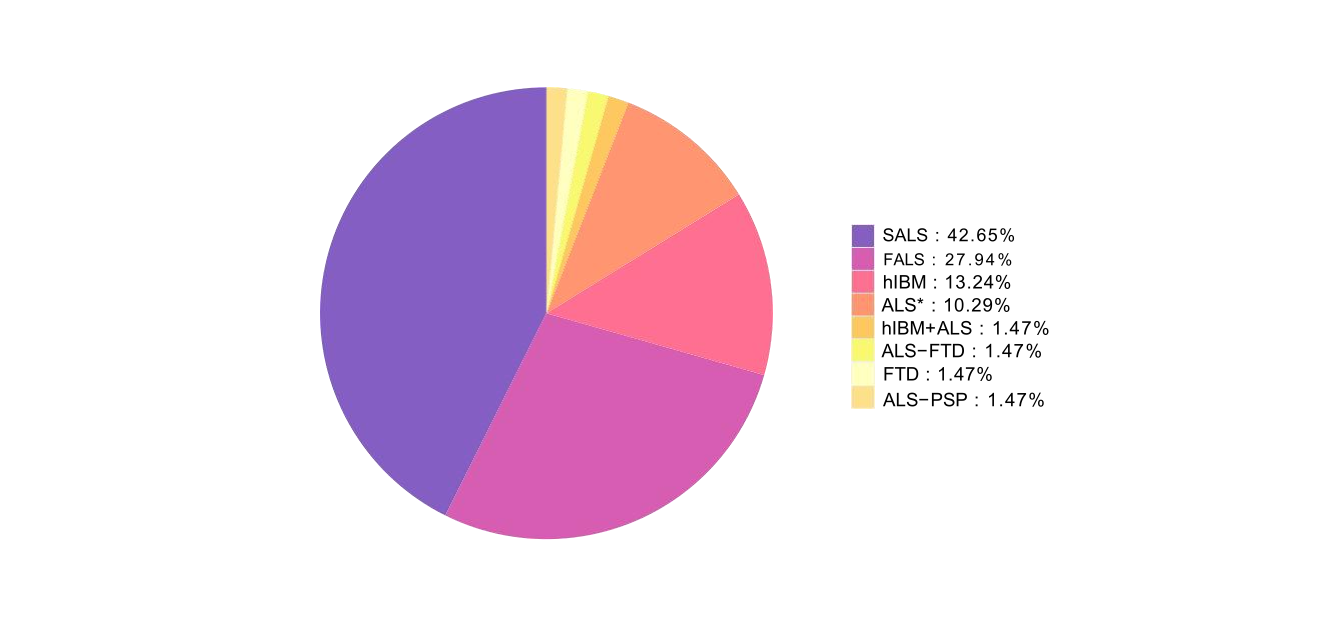 SALS : 42.65%
FALS : 27.94%
hIBM : 13.24%
ALS* : 10.29%
hIBM+ALS : 1.47%
ALS−FTD : 1.47%
FTD : 1.47%
ALS−PSP : 1.47%